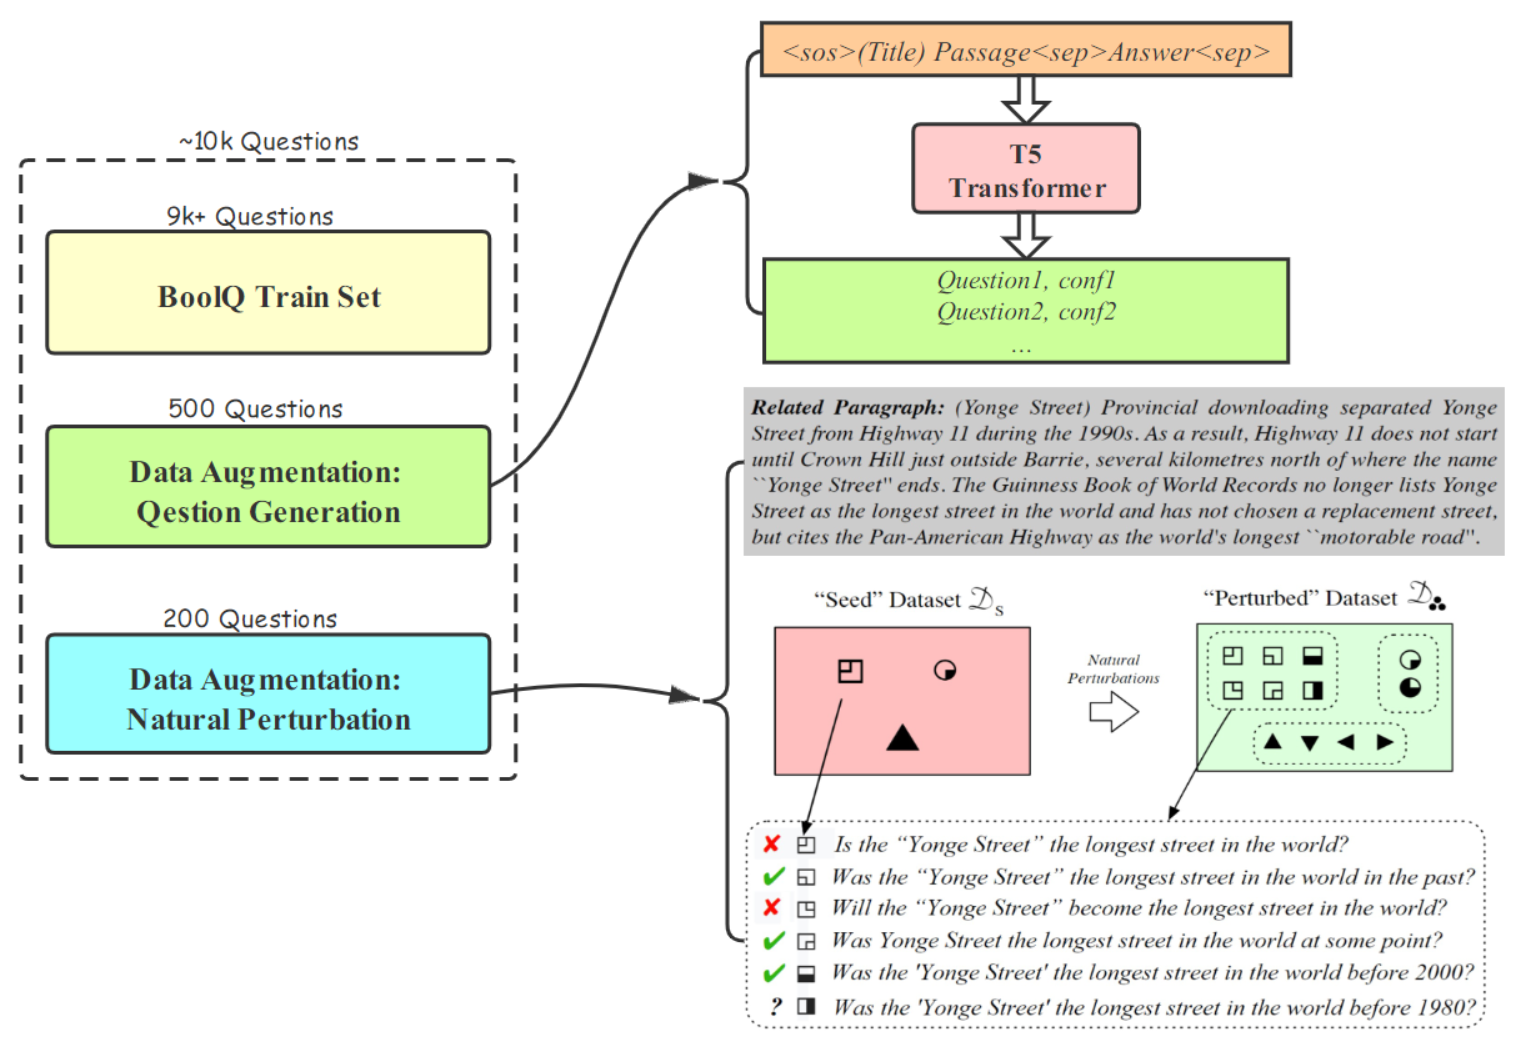 ~10k Questions
9k+ Questions
BoolQ Train Set
500 Questions
Data Augmentation:
Qestion Generation
200 Questions
Data Augmentation:
Natural Perturbation
<sos>(Title) Passage<sep>Answer<sep>
T5
Transformer
Question1, conf1
Question2, conf2
...
Related Paragraph: (Yonge Street) Provincial downloading separated Yonge
Street from Highway 11 during the 1990s. As a result, Highway 11 does not start
until Crown Hill just outside Barrie, several kilometres north of where the name
``Yonge Street" ends. The Guinness Book of World Records no longer lists Yonge
Street as the longest street in the world and has not chosen a replacement street,
but cites the Pan-American Highway as the world's longest ``motorable road".
“Seed” Dataset 𝒟s
Natural
Perturbations
“Perturbed” Dataset 𝒟
Is the “Yonge Street” the longest street in the world?
Was the “Yonge Street” the longest street in the world in the past?
Will the “Yonge Street” become the longest street in the world?
Was Yonge Street the longest street in the world at some point?
Was the 'Yonge Street' the longest street in the world before 2000?
? Was the 'Yonge Street' the longest street in the world before 1980?